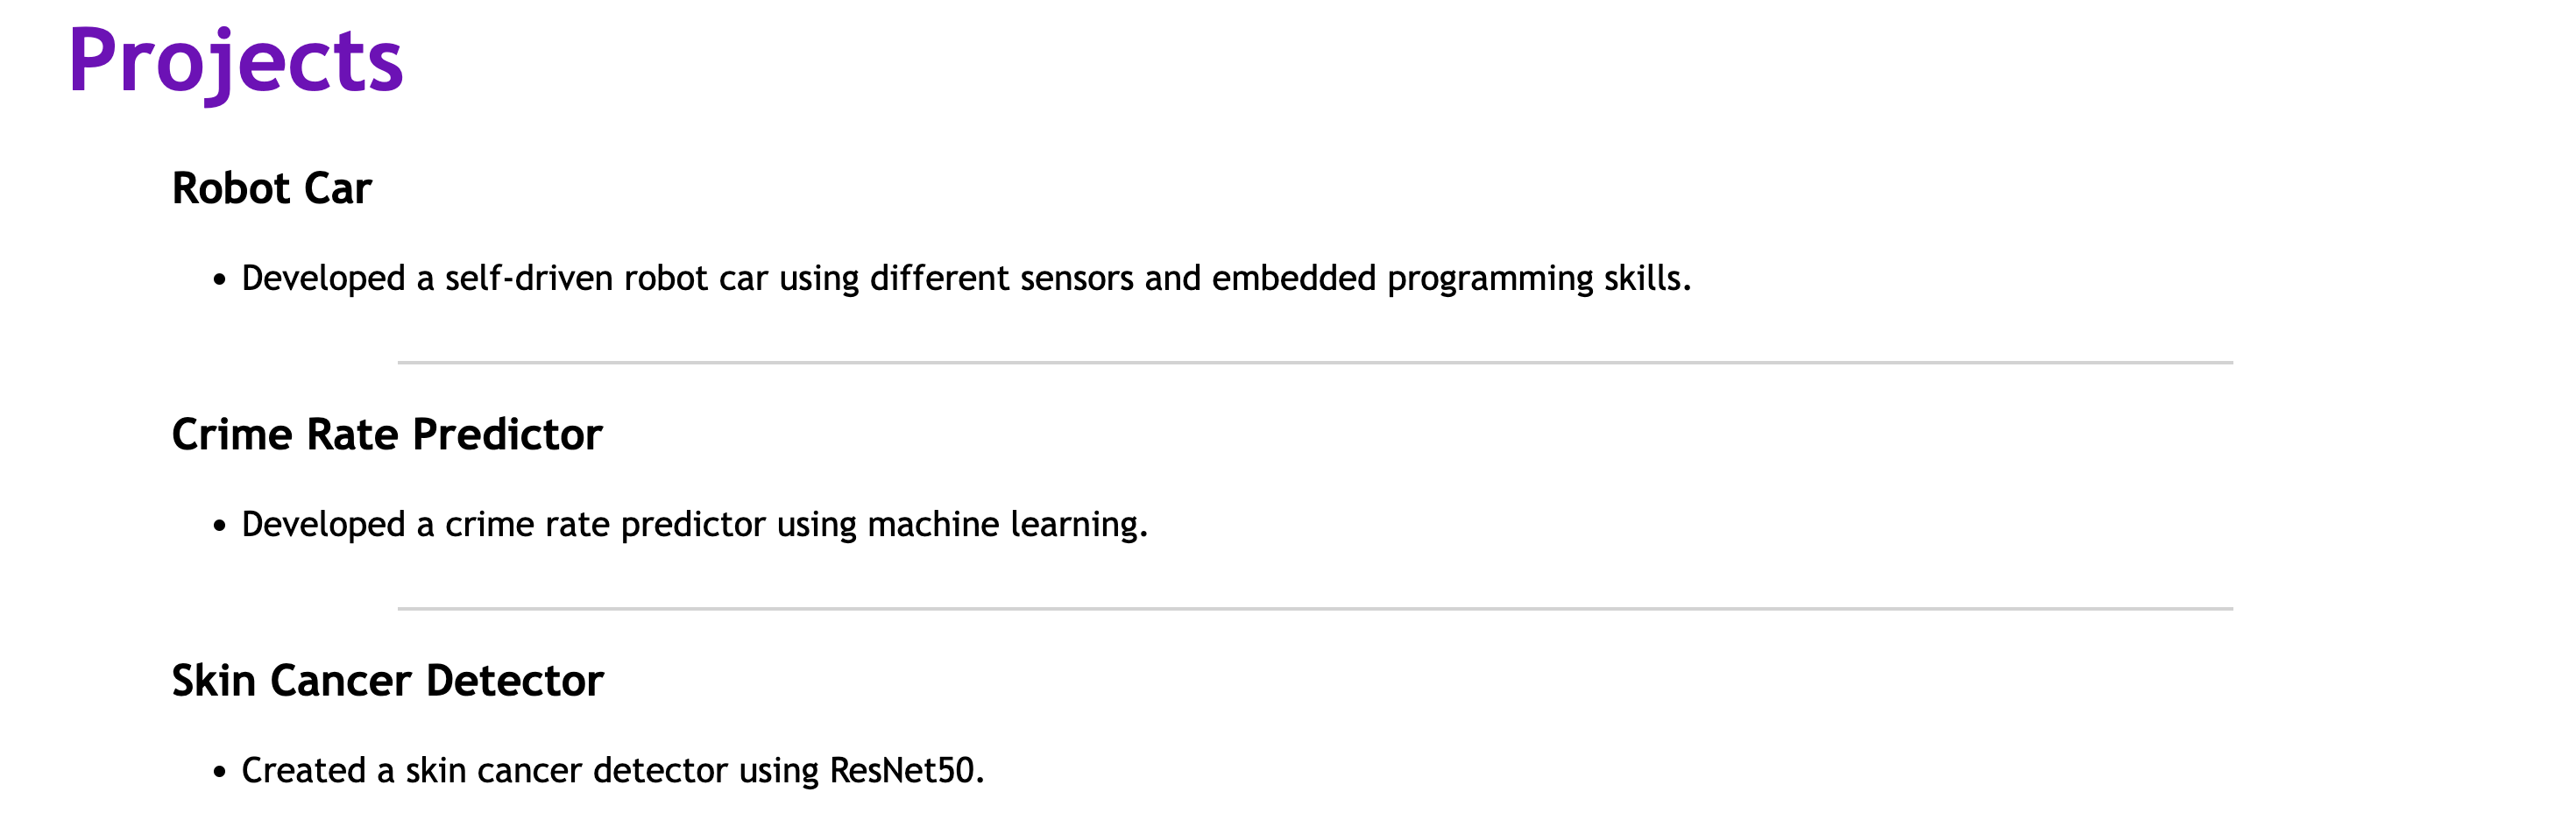 Projects
Robot Car
• Developed a self-driven robot car using different sensors and embedded programming skills.
Crime Rate Predictor
• Developed a crime rate predictor using machine learning.
Skin Cancer Detector
• Created a skin cancer detector using ResNet50.